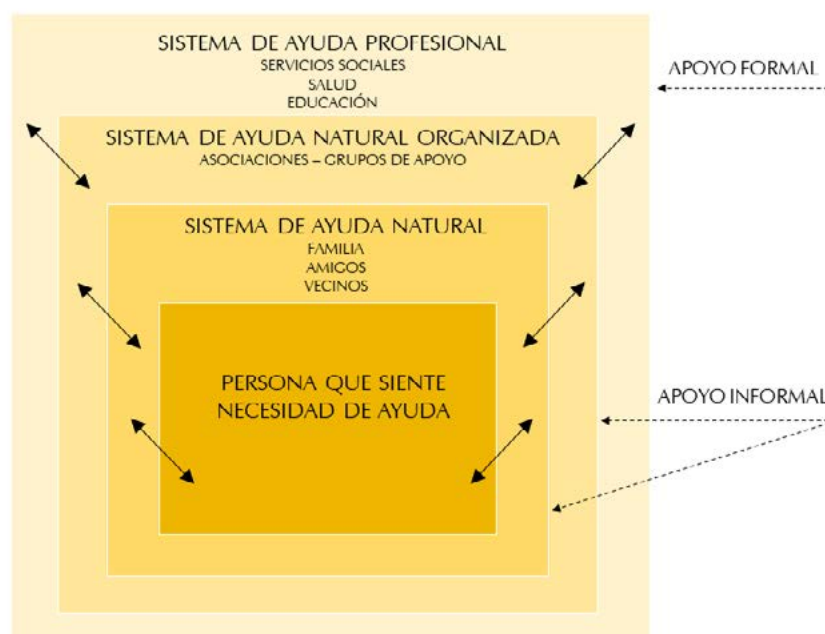 SISTEMA DE AYUDA PROFESIONAL
SERVICIOS SOCIALES
SALUD
EDUCACIÓN
APOYO FORMAL
SISTEMA DE AYUDA NATURAL ORGANIZADA
ASOCIACIONES – GRUPOS DE APOYO
SISTEMA DE AYUDA NATURAL
FAMILIA
AMIGOS
VECINOS
PERSONA QUE SIENTE
NECESIDAD DE AYUDA
APOYO INFORMAL